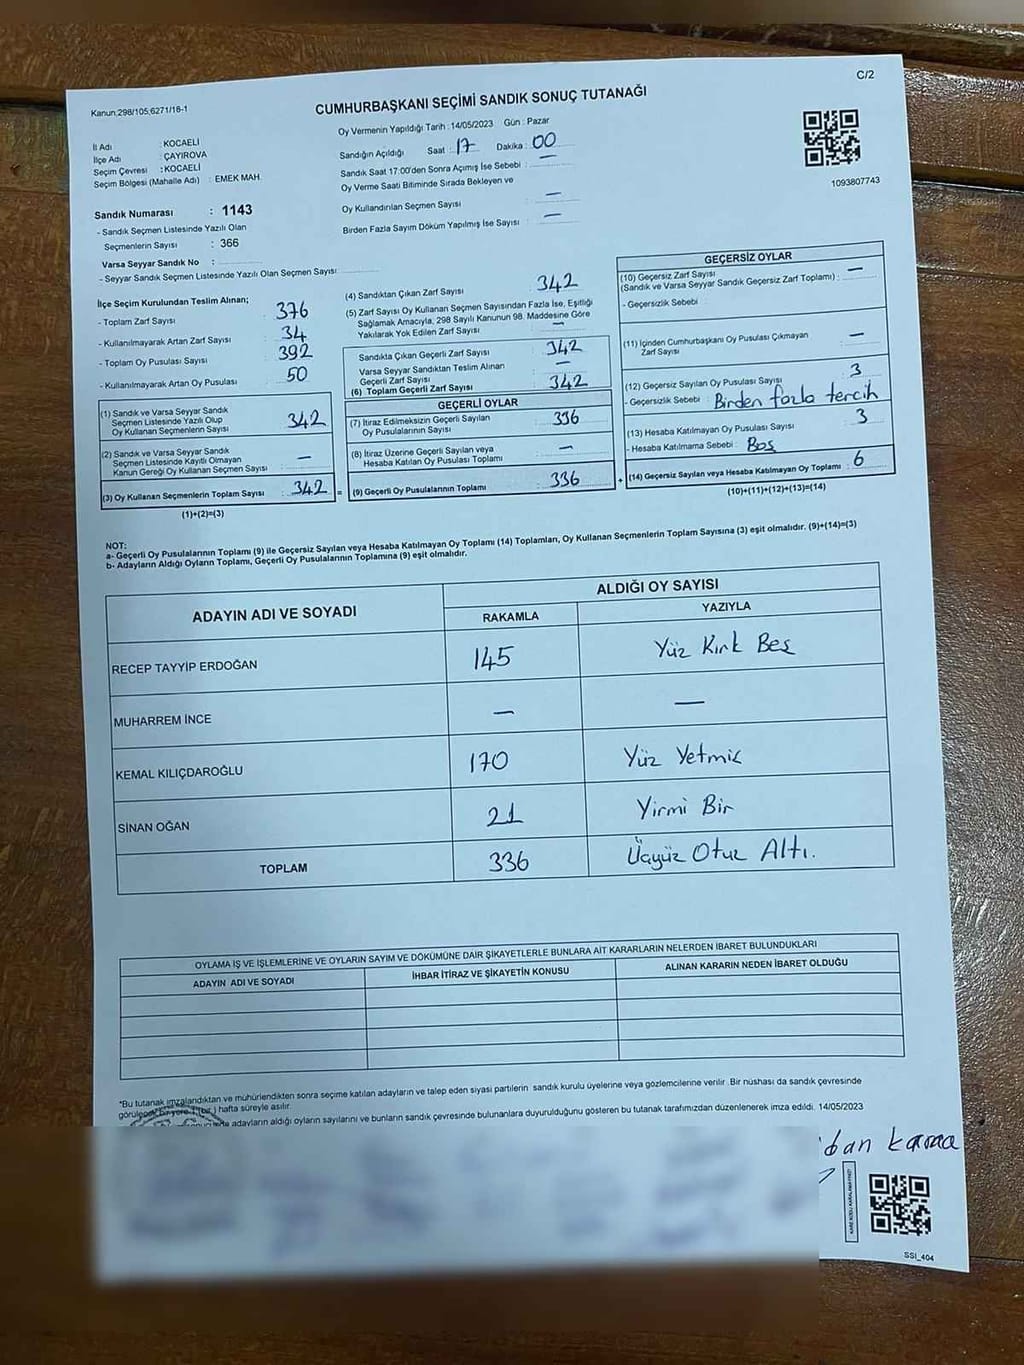 C/2
Kanun:298/105;6271/18-1
CUMHURBAŞKANI SEÇİMİ SANDIK SONUÇ TUTANAĞI
İl Adı : KOCAELİ
İlçe Adı : ÇAYIROVA
Seçim Çevresi : KOCAELİ
Seçim Bölgesi (Mahalle Adı) : EMEK MAH.
Sandık Numarası : 1143
- Sandık Seçmen Listesinde Yazılı Olan
Seçmenlerin Sayısı : 366
Varsa Seyyar Sandık No :
- Seyyar Sandık Seçmen Listesinde Yazılı Olan Seçmen Sayısı:
Oy Vermenin Yapıldığı Tarih :14/05/2023 Gün : Pazar
Sandığın Açıldığı Saat : 17 Dakika : 00
Sandık Saat 17:00'den Sonra Açımış İse Sebebi : —
Oy Verme Saati Bitiminde Sırada Bekleyen ve
Oy Kullandırılan Seçmen Sayısı —
Birden Fazla Sayım Döküm Yapılmış İse Sayısı : —
1093807743
İlçe Seçim Kurulundan Teslim Alınan;
- Toplam Zarf Sayısı : 376
- Kullanılmayarak Artan Zarf Sayısı : 34
- Toplam Oy Pusulası Sayısı : 392
- Kullanılmayarak Artan Oy Pusulası : 50
(1) Sandık ve Varsa Seyyar Sandık
Seçmen Listesinde Yazılı Olup
Oy Kullanan Seçmenlerin Sayısı : 342
(2) Sandık ve Varsa Seyyar Sandık
Seçmen Listesinde Kayıtlı Olmayan
Kanun Gereği Oy Kullanan Seçmen Sayısı : —
(3) Oy Kullanan Seçmenlerin Toplam Sayısı : 342 =
(1)+(2)=(3)
(4) Sandıktan Çıkan Zarf Sayısı : 342
(5) Zarf Sayısı Oy Kullanan Seçmen Sayısından Fazla İse, Eşitliği
Sağlamak Amacıyla, 298 Sayılı Kanunun 98. Maddesine Göre
Yakılarak Yok Edilen Zarf Sayısı : —
Sandıkta Çıkan Geçerli Zarf Sayısı : 342
Varsa Seyyar Sandıktan Teslim Alınan
Geçerli Zarf Sayısı : —
(6) Toplam Geçerli Zarf Sayısı : 342
GEÇERLİ OYLAR
(7) İtiraz Edilmeksizin Geçerli Sayılan
Oy Pusulalarının Sayısı : 336
(8) İtiraz Üzerine Geçerli Sayılan veya
Hesaba Katılan Oy Pusulası Toplamı : —
(9) Geçerli Oy Pusulalarının Toplamı : 336 +
GEÇERSİZ OYLAR
(10) Geçersiz Zarf Sayısı
(Sandık ve Varsa Seyyar Sandık Geçersiz Zarf Toplamı) : —
- Geçersizlik Sebebi :
(11) İçinden Cumhurbaşkanı Oy Pusulası Çıkmayan
Zarf Sayısı : —
(12) Geçersiz Sayılan Oy Pusulası Sayısı : 3
- Geçersizlik Sebebi : Birden fazla tercih
(13) Hesaba Katılmayan Oy Pusulası Sayısı : 3
- Hesaba Katılmama Sebebi : Boş
(14) Geçersiz Sayılan veya Hesaba Katılmayan Oy Toplamı : 6
(10)+(11)+(12)+(13)=(14)
NOT:
a- Geçerli Oy Pusulalarının Toplamı (9) ile Geçersiz Sayılan veya Hesaba Katılmayan Oy Toplamı (14) Toplamları, Oy Kullanan Seçmenlerin Toplam Sayısına (3) eşit olmalıdır. (9)+(14)=(3)
b- Adayların Aldığı Oyların Toplamı, Geçerli Oy Pusulalarının Toplamına (9) eşit olmalıdır.
ADAYIN ADI VE SOYADI ALDIĞI OY SAYISI
RAKAMLA YAZIYLA
RECEP TAYYİP ERDOĞAN 145 Yüz Kırk Beş
MUHARREM İNCE — —
KEMAL KILIÇDAROĞLU 170 Yüz Yetmiş
SİNAN OĞAN 21 Yirmi Bir
TOPLAM 336 Üçyüz Otuz Altı.
OYLAMA İŞ VE İŞLEMLERİNE VE OYLARIN SAYIM VE DÖKÜMÜNE DAİR ŞİKAYETLERLE BUNLARA AİT KARARLARIN NELERDEN İBARET BULUNDUKLARI
ADAYIN ADI VE SOYADI İHBAR İTİRAZ VE ŞİKAYETİN KONUSU ALINAN KARARIN NEDEN İBARET OLDUĞU
*Bu tutanak imzalandıktan ve mühürlendikten sonra seçime katılan adayların ve talep eden siyasi partilerin sandık kurulu üyelerine veya gözlemcilerine verilir. Bir nüshası da sandık çevresinde
hafta süreyle asılır.
adayların aldığı oyların sayılarını ve bunların sandık çevresinde bulunanlara duyurulduğunu gösteren bu tutanak tarafımızdan düzenlenerek imza edildi. 14/05/2023
SSI_404